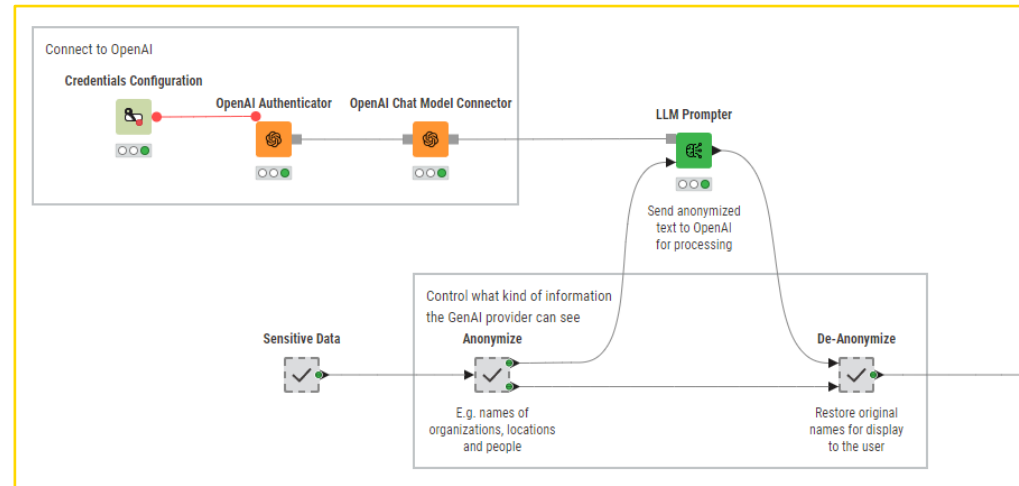 Connect to OpenAI
Credentials Configuration
OpenAI Authenticator
OpenAI Chat Model Connector
LLM Prompter
Send anonymized
text to OpenAI
for processing
Control what kind of information
the GenAI provider can see
Sensitive Data
Anonymize
De-Anonymize
E.g. names of
organizations, locations
and people
Restore original
names for display
to the user